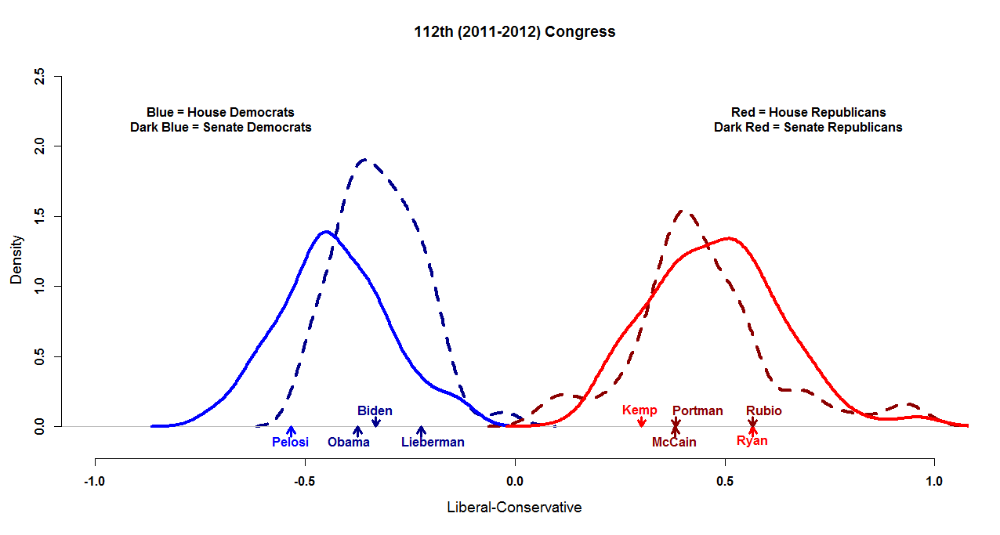 112th (2011-2012) Congress
2.5
Blue = House Democrats
Dark Blue = Senate Democrats
Red = House Republicans
Dark Red = Senate Republicans
2.0
1.5
Density
1.0
0.5
Biden
Kemp
Portman
Rubio
0.0
Pelosi
Obama
Lieberman
McCain
Ryan
-1.0
-0.5
0.0
0.5
1.0
Liberal-Conservative